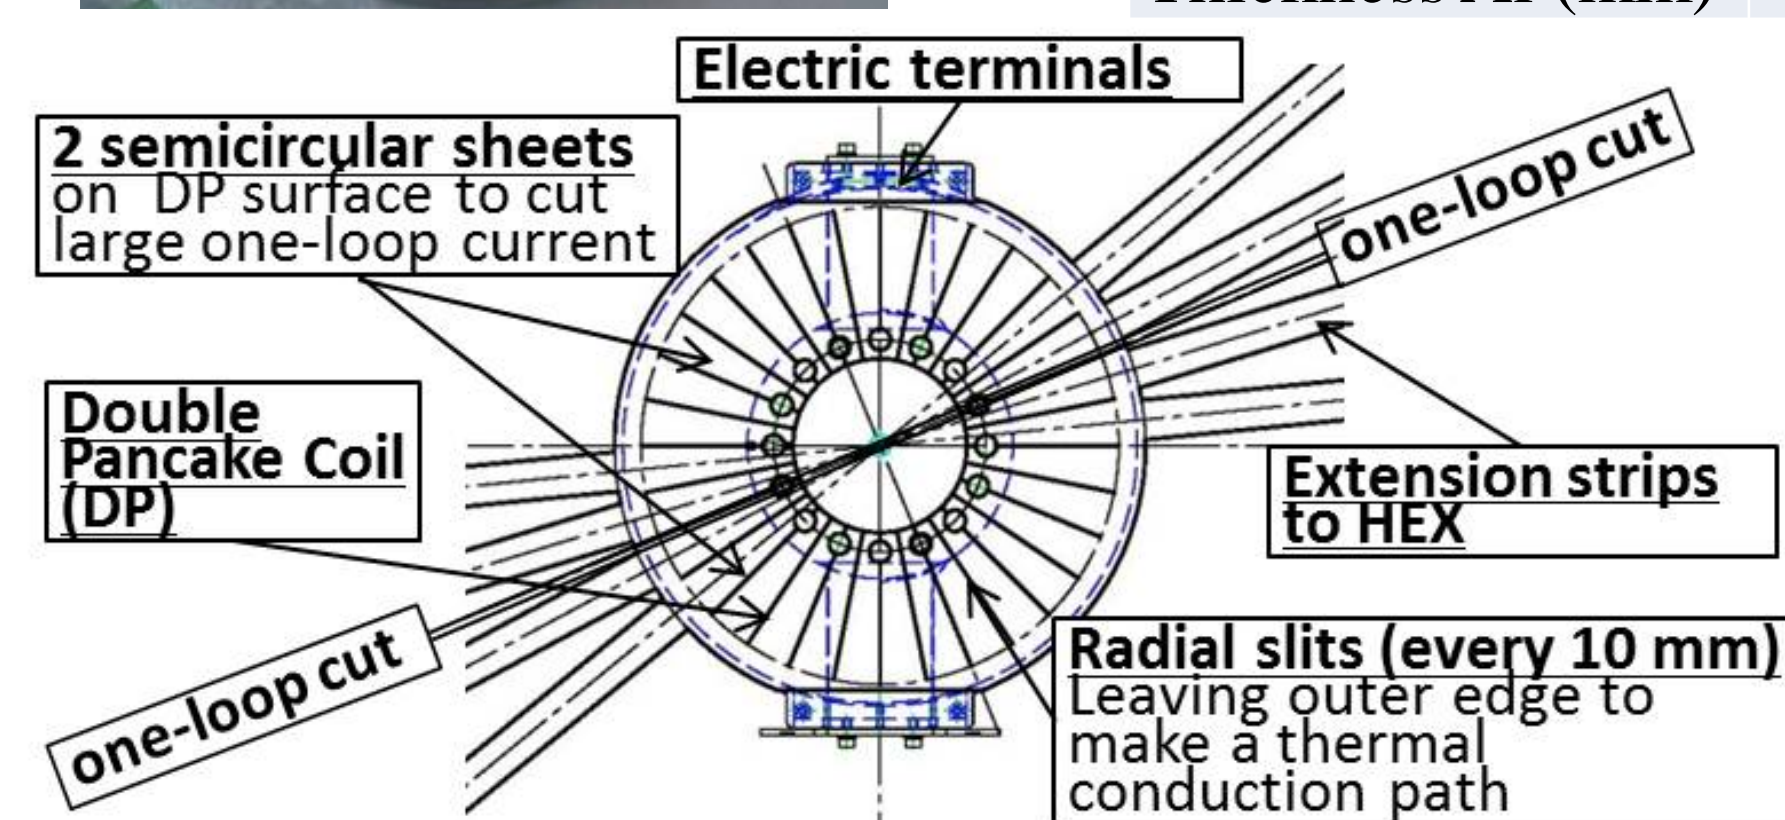 Electric terminals
2 semicircular sheets
on DP surface to cut
large one-loop current
one-loop cut
Double
Pancake Coil
(DP)
Extension strips
to HEX
one-loop cut
Radial slits (every 10 mm)
Leaving outer edge to
make a thermal
conduction path